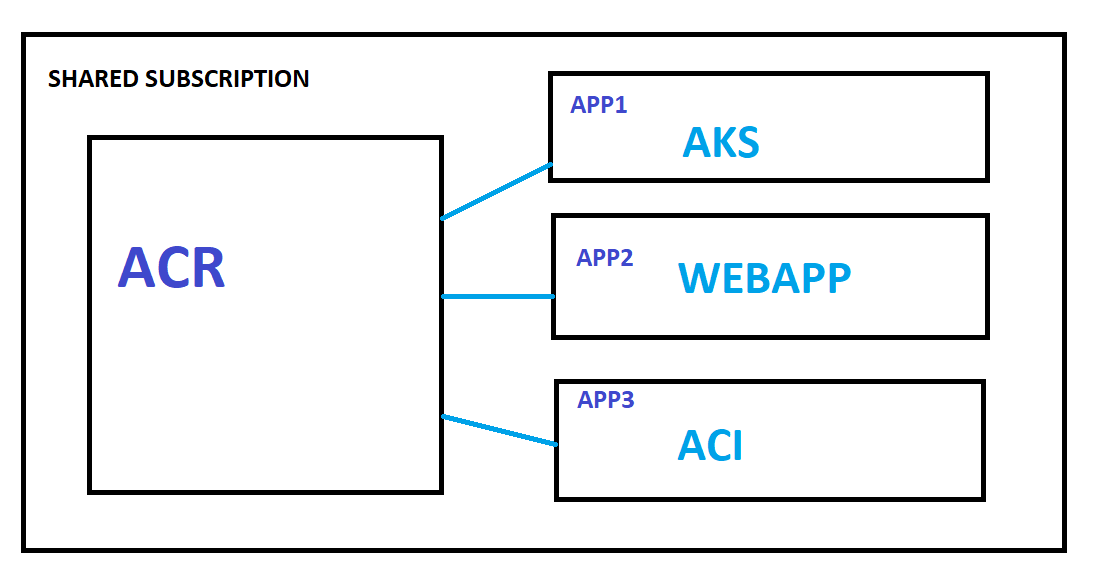 SHARED SUBSCRIPTION
ACR
APP1
AKS
APP2
WEBAPP
APP3
ACI